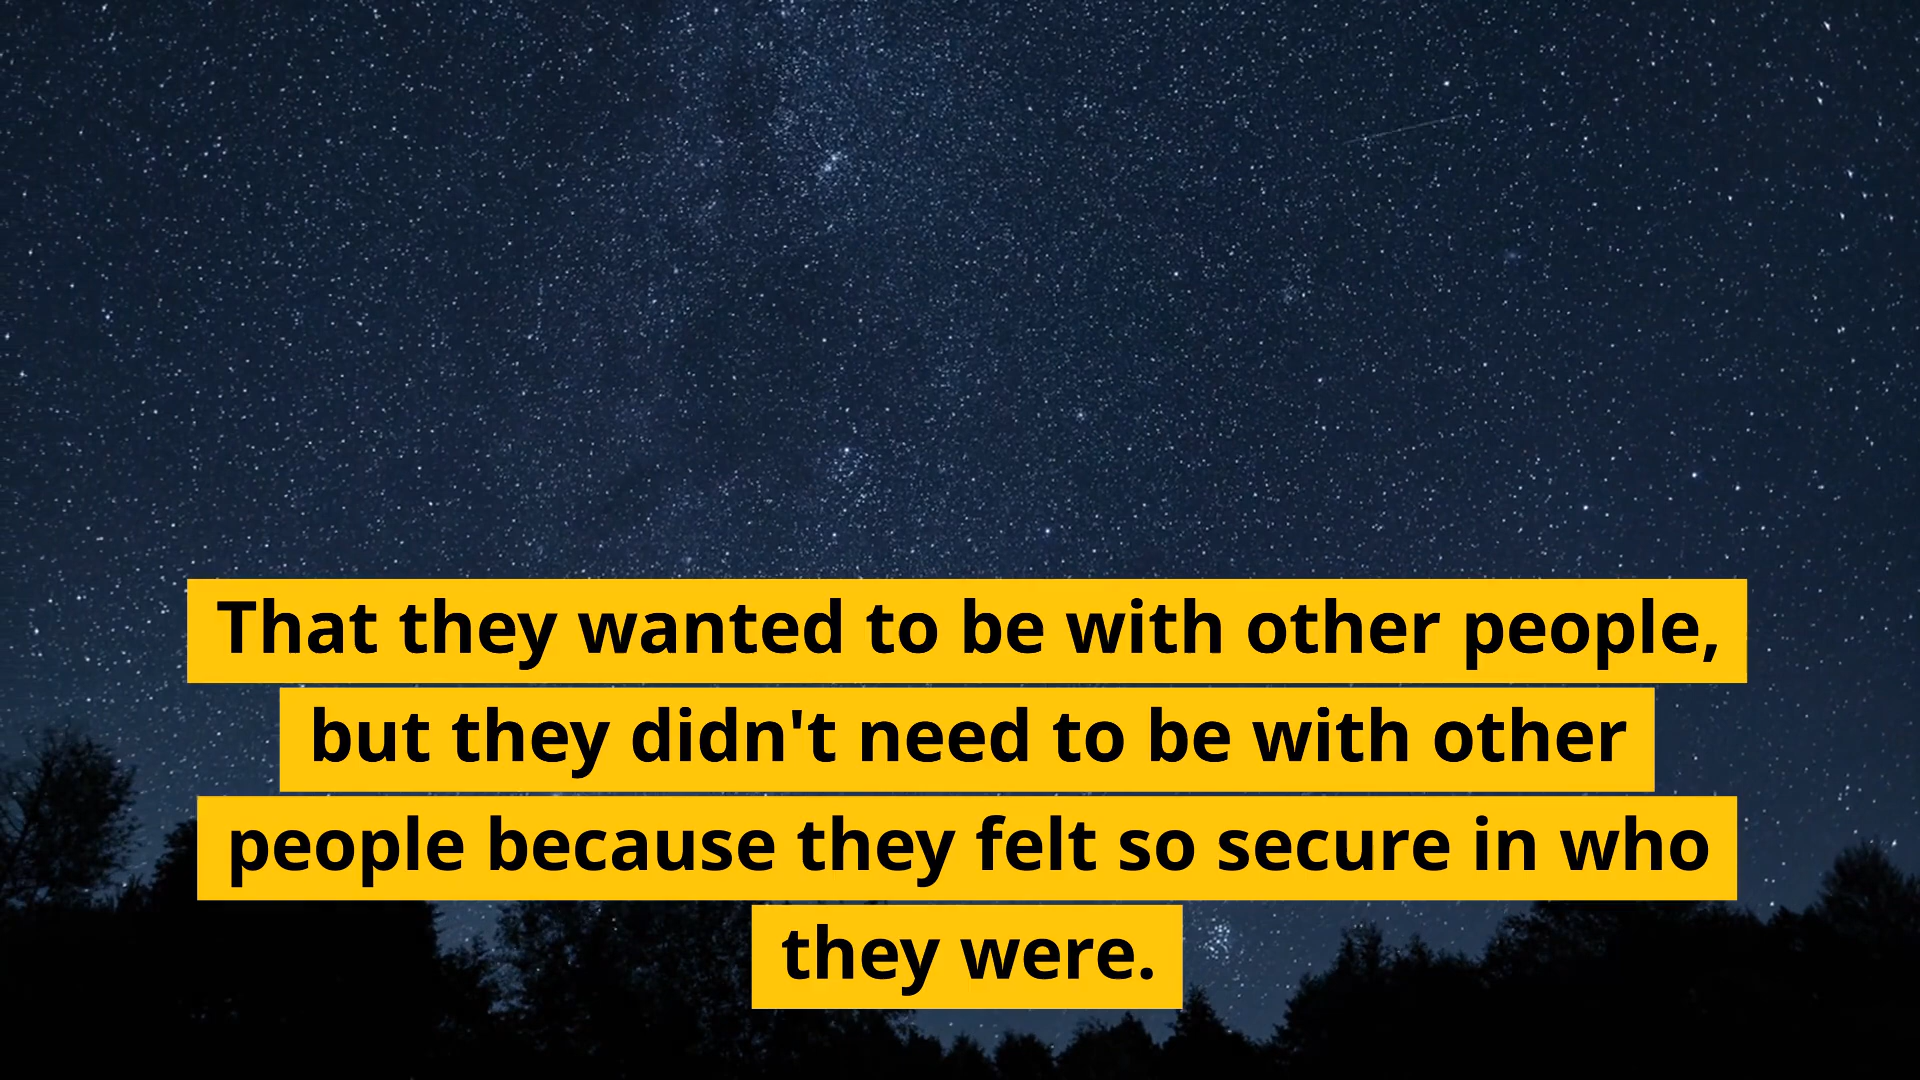 That they wanted to be with other people,
but they didn't need to be with other
people because they felt so secure in who
they were.